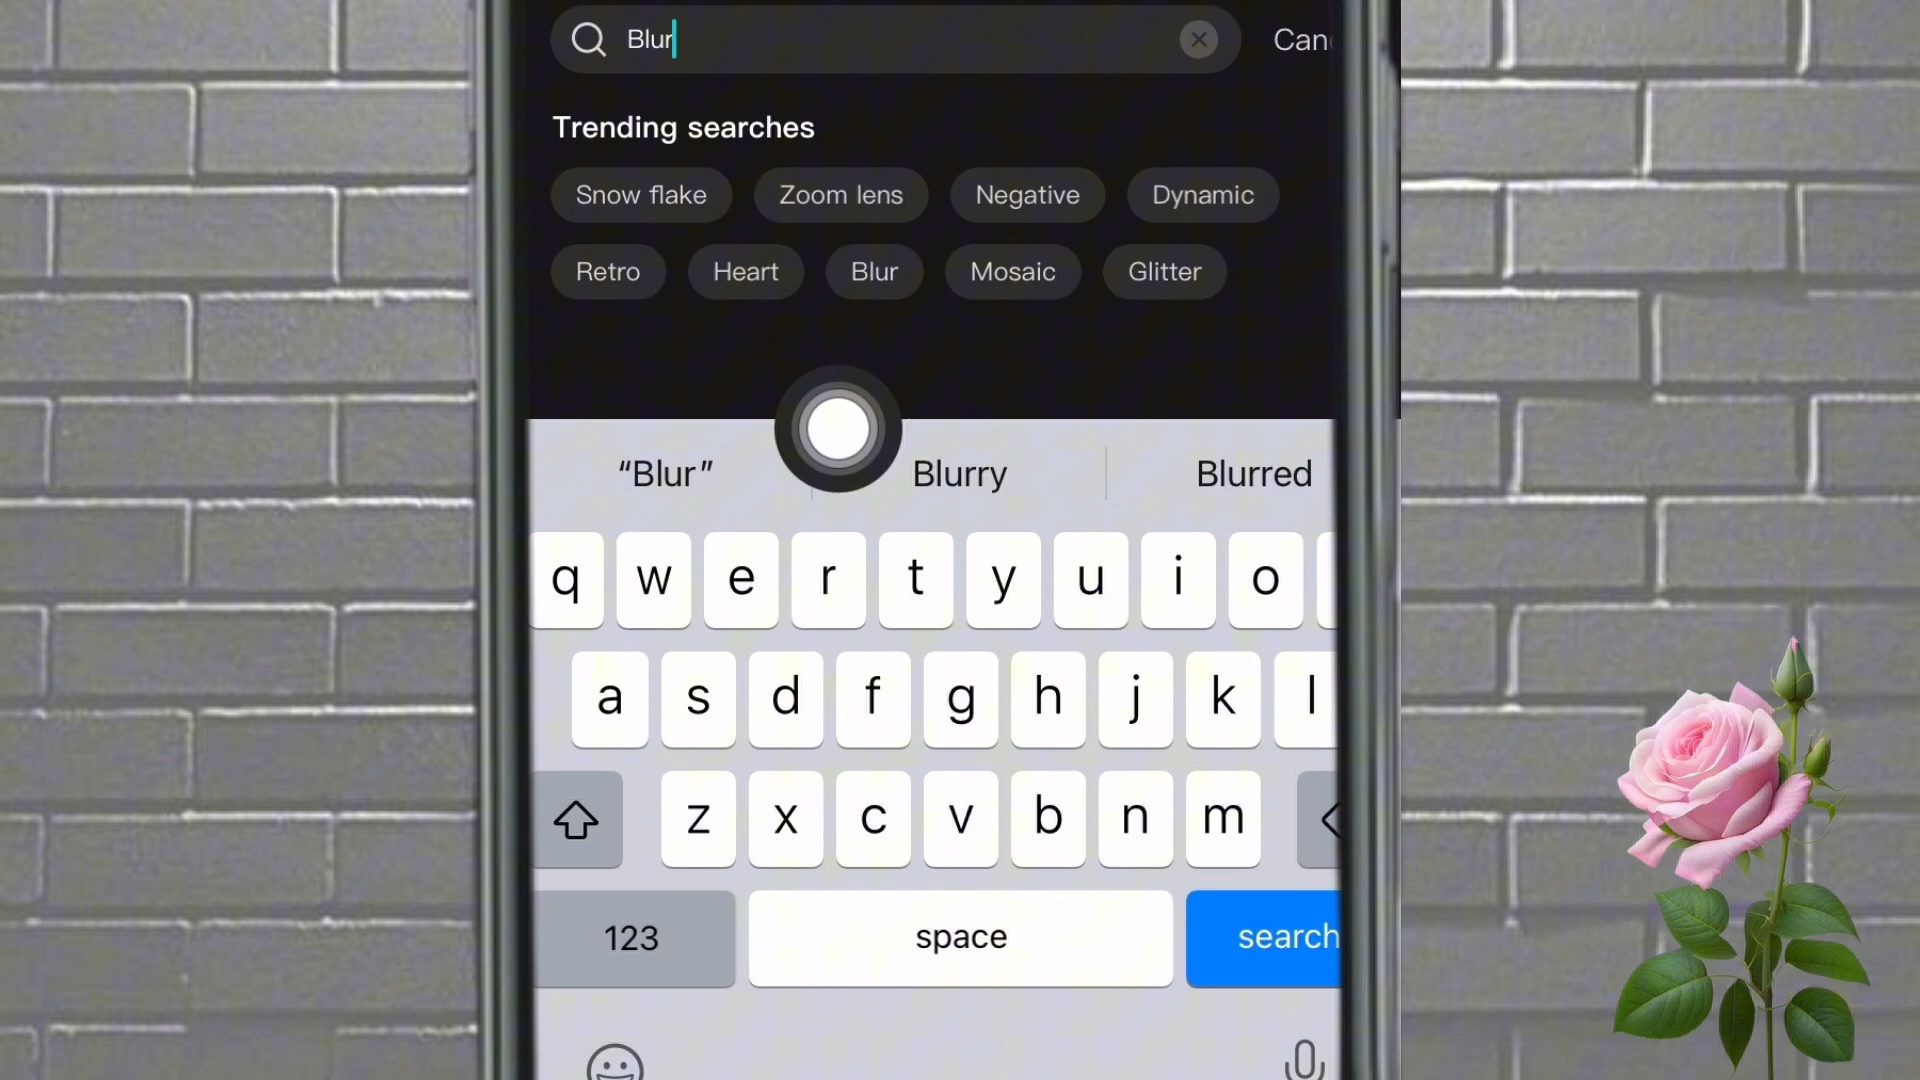 Blur
Can
Trending searches
Snow flake Zoom lens Negative Dynamic
Retro Heart Blur Mosaic Glitter
“Blur” Blurry Blurred
q w e r t y u i o
a s d f g h j k l
z x c v b n m
123 space search